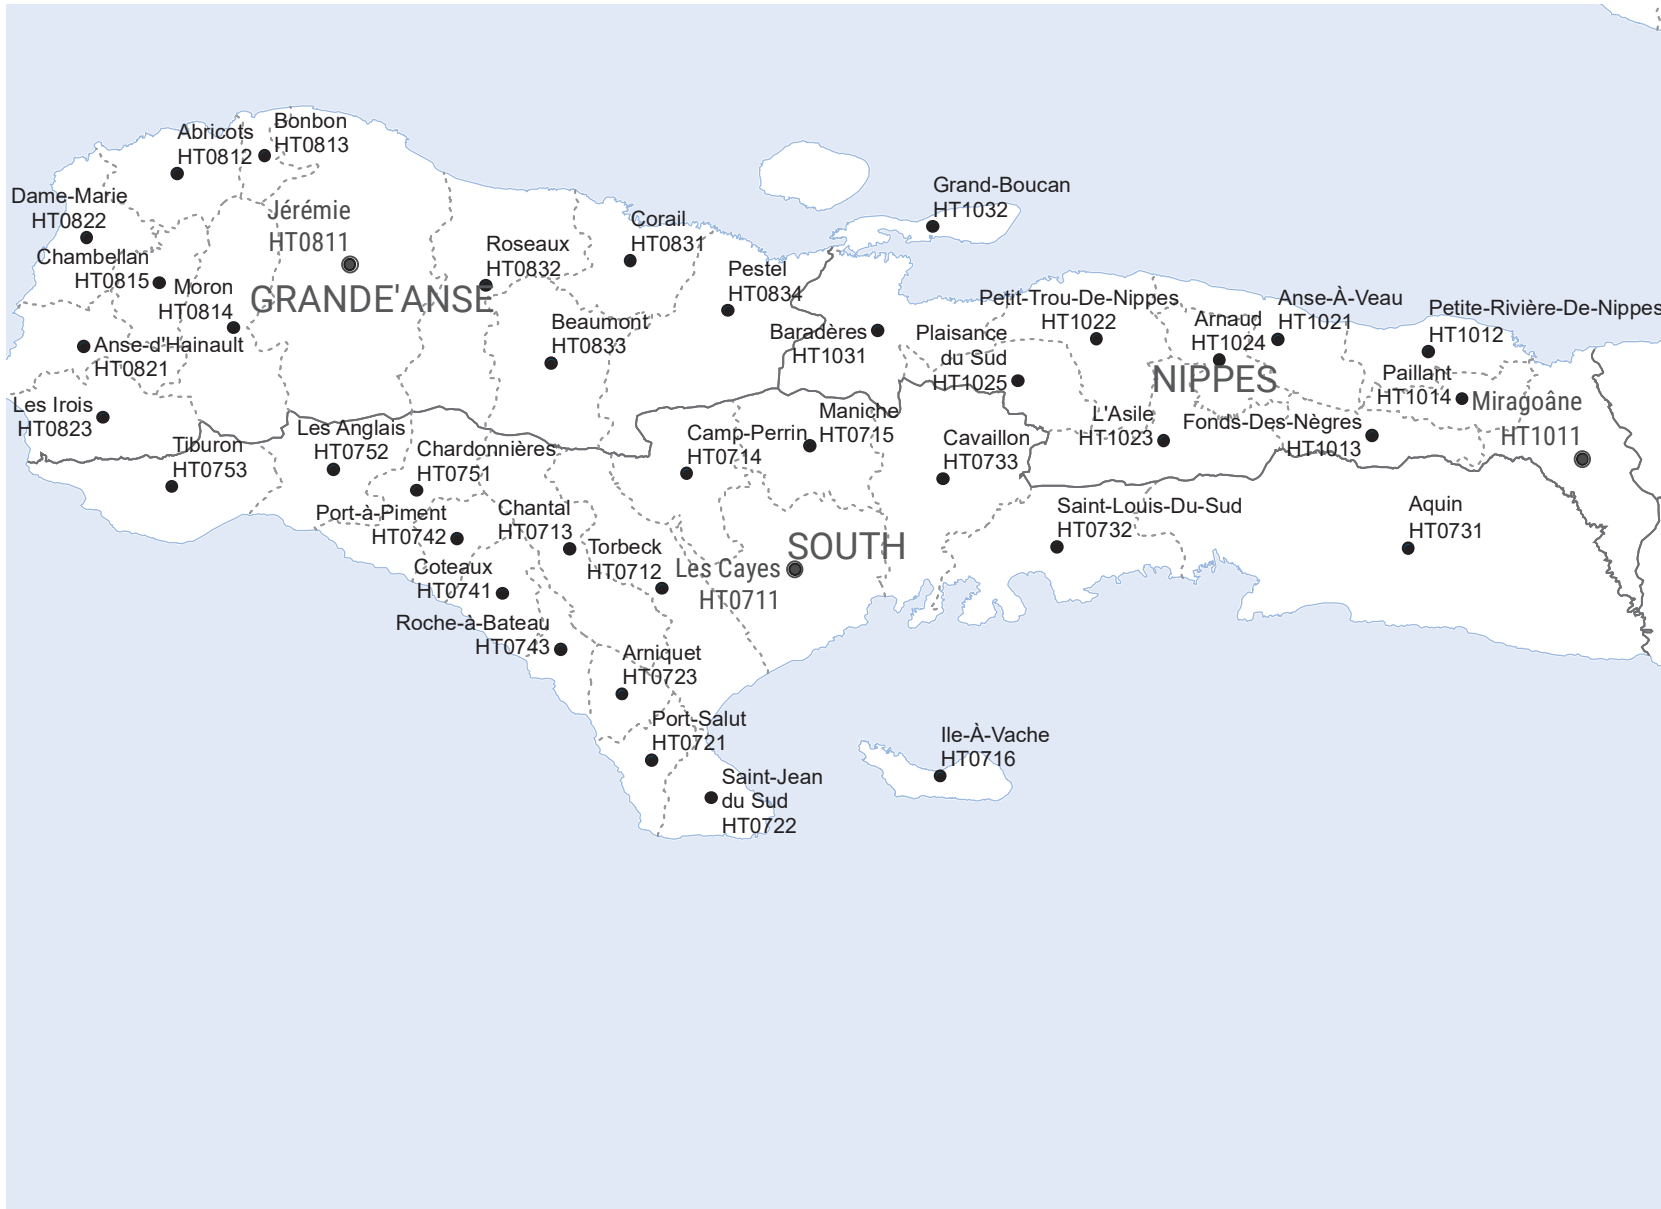 Bonbon
HT0813
Abricots
HT0812
Dame-Marie
HT0822
Jérémie
HT0811
Chambellan
HT0815
Moron
HT0814
GRANDE'ANSE
Roseaux
HT0832
Corail
HT0831
Pestel
HT0834
Beaumont
HT0833
Anse-d'Hainault
HT0821
Les Irois
HT0823
Grand-Boucan
HT1032
Baradères
HT1031
Plaisance
du Sud
HT1025
Petit-Trou-De-Nippes
HT1022
Arnaud
HT1024
Anse-À-Veau
HT1021
Petite-Rivière-De-Nippes
HT1012
NIPPES
Paillant
HT1014
Miragoâne
HT1011
L'Asile
HT1023
Fonds-Des-Nègres
HT1013
Tiburon
HT0753
Les Anglais
HT0752
Chardonnières
HT0751
Camp-Perrin
HT0714
Maniche
HT0715
Cavaillon
HT0733
Port-à-Piment
HT0742
Chantal
HT0713
Torbeck
HT0712
SOUTH
Les Cayes
HT0711
Saint-Louis-Du-Sud
HT0732
Aquin
HT0731
Coteaux
HT0741
Roche-à-Bateau
HT0743
Arniquet
HT0723
Port-Salut
HT0721
Saint-Jean
du Sud
HT0722
Ile-À-Vache
HT0716